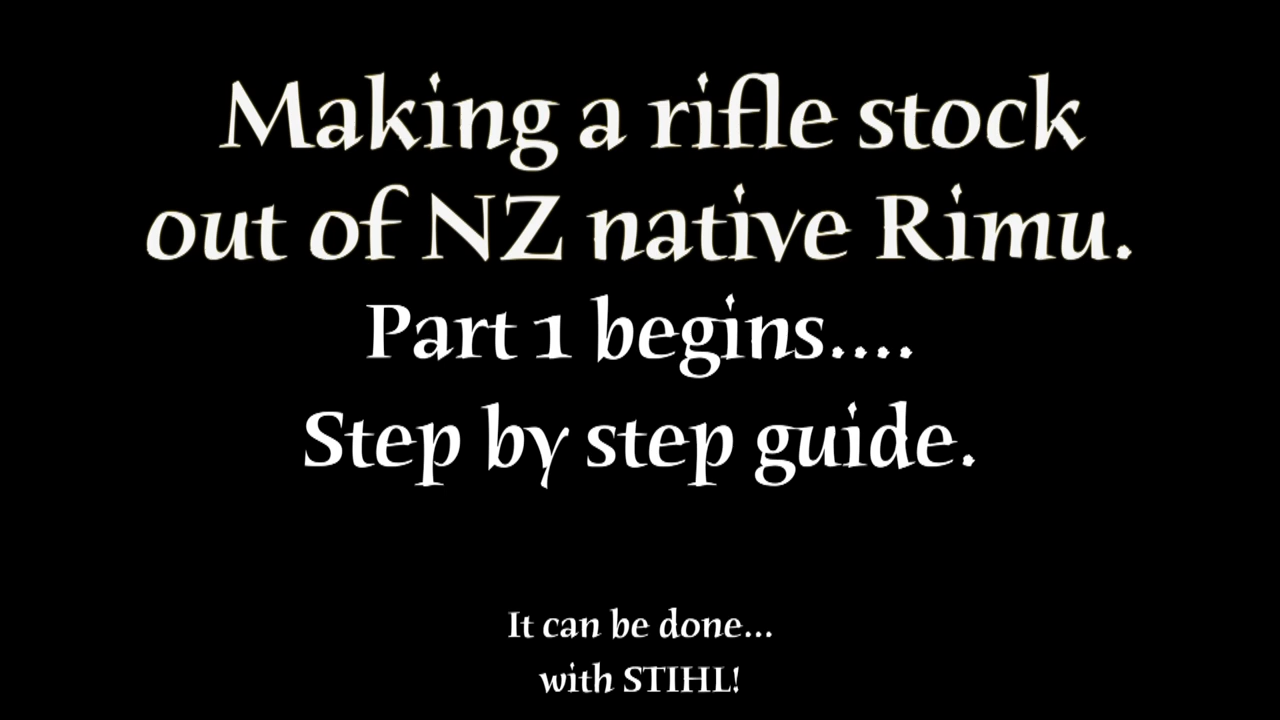 Making a rifle stock
out of NZ native Rimu.
Part 1 begins....
Step by step guide.
It can be done...
with STIHL!